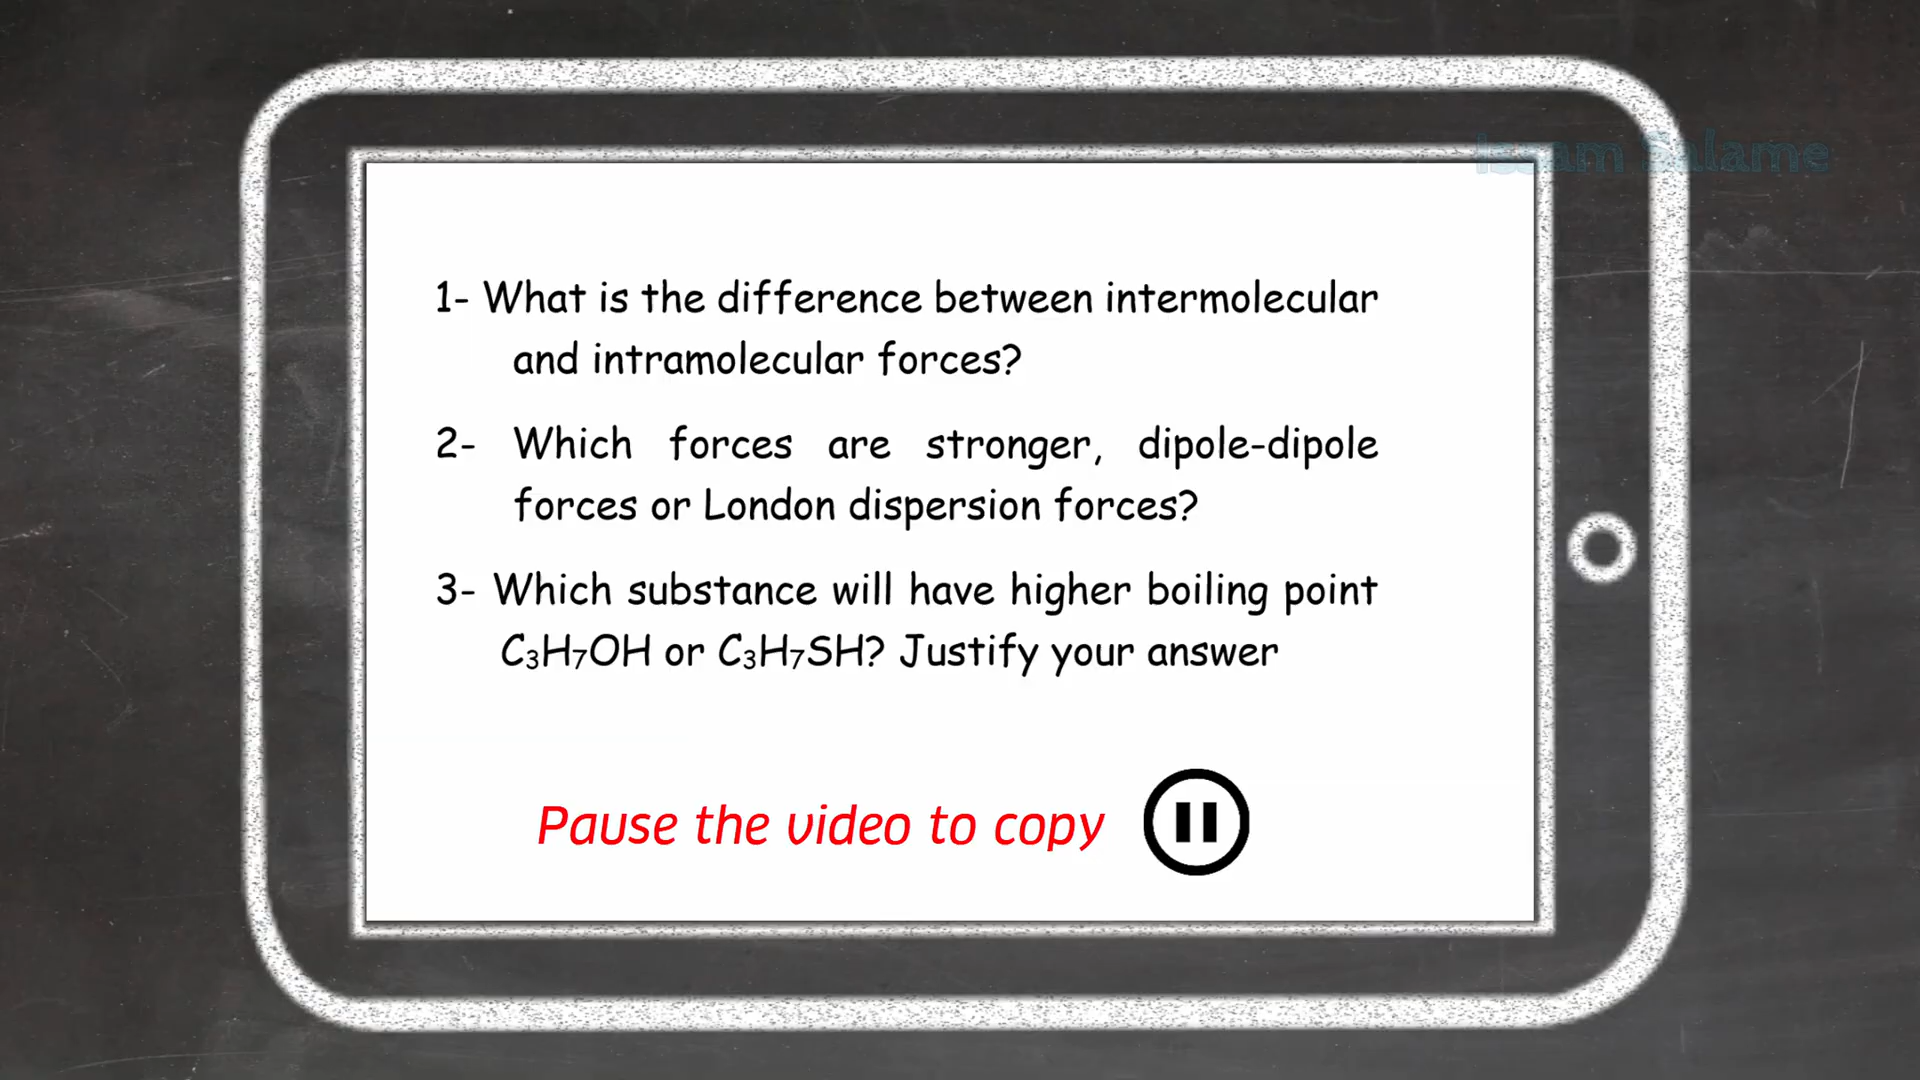 Issam Salame
1- What is the difference between intermolecular
and intramolecular forces?
2- Which forces are stronger, dipole-dipole
forces or London dispersion forces?
3- Which substance will have higher boiling point
C₃H₇OH or C₃H₇SH? Justify your answer
Pause the video to copy